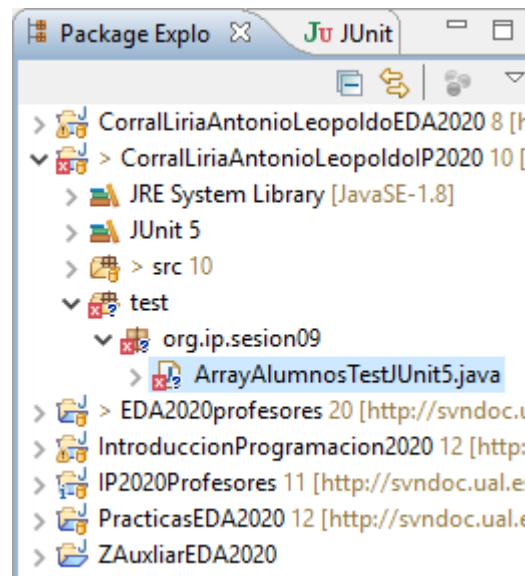 Package Explo JU JUnit
CorralLiriaAntonioLeopoldoEDA2020 8 [h
> CorralLiriaAntonioLeopoldoIP2020 10 [
JRE System Library [JavaSE-1.8]
JUnit 5
> src 10
test
org.ip.sesion09
ArrayAlumnosTestJUnit5.java
> EDA2020profesores 20 [http://svndoc.u
IntroduccionProgramacion2020 12 [http:
IP2020Profesores 11 [http://svndoc.ual.es
PracticasEDA2020 12 [http://svndoc.ual.e
ZAuxliarEDA2020